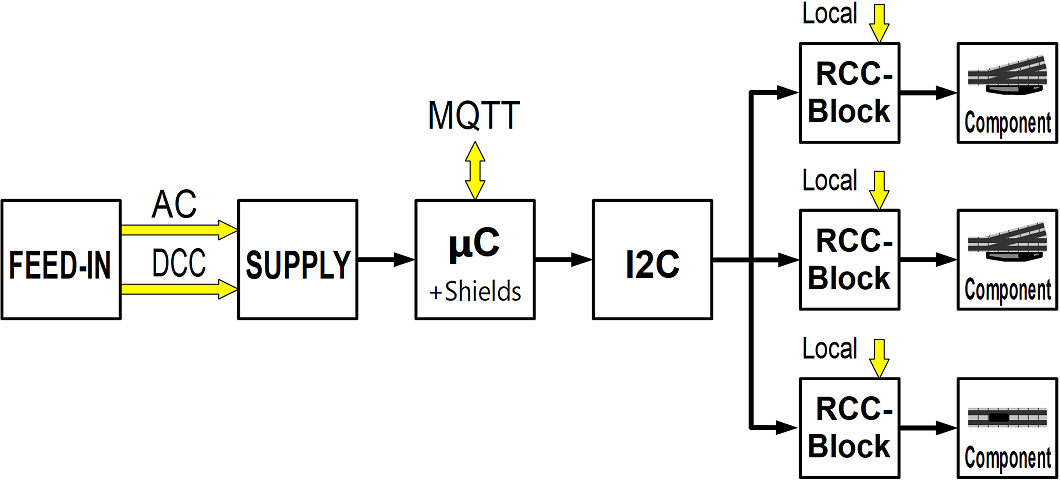 Local
RCC-
Block
Component
MQTT
Local
RCC-
Block
Component
AC
DCC
FEED-IN
SUPPLY
µC
+Shields
I2C
Local
RCC-
Block
Component